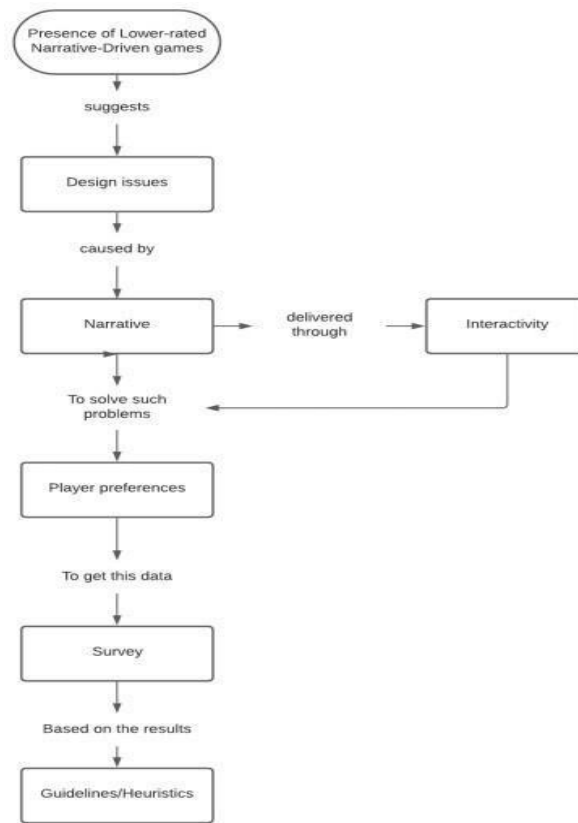 Presence of Lower-rated
Narrative-Driven games
suggests
Design issues
caused by
Narrative
delivered
through
Interactivity
To solve such
problems
Player preferences
To get this data
Survey
Based on the results
Guidelines/Heuristics